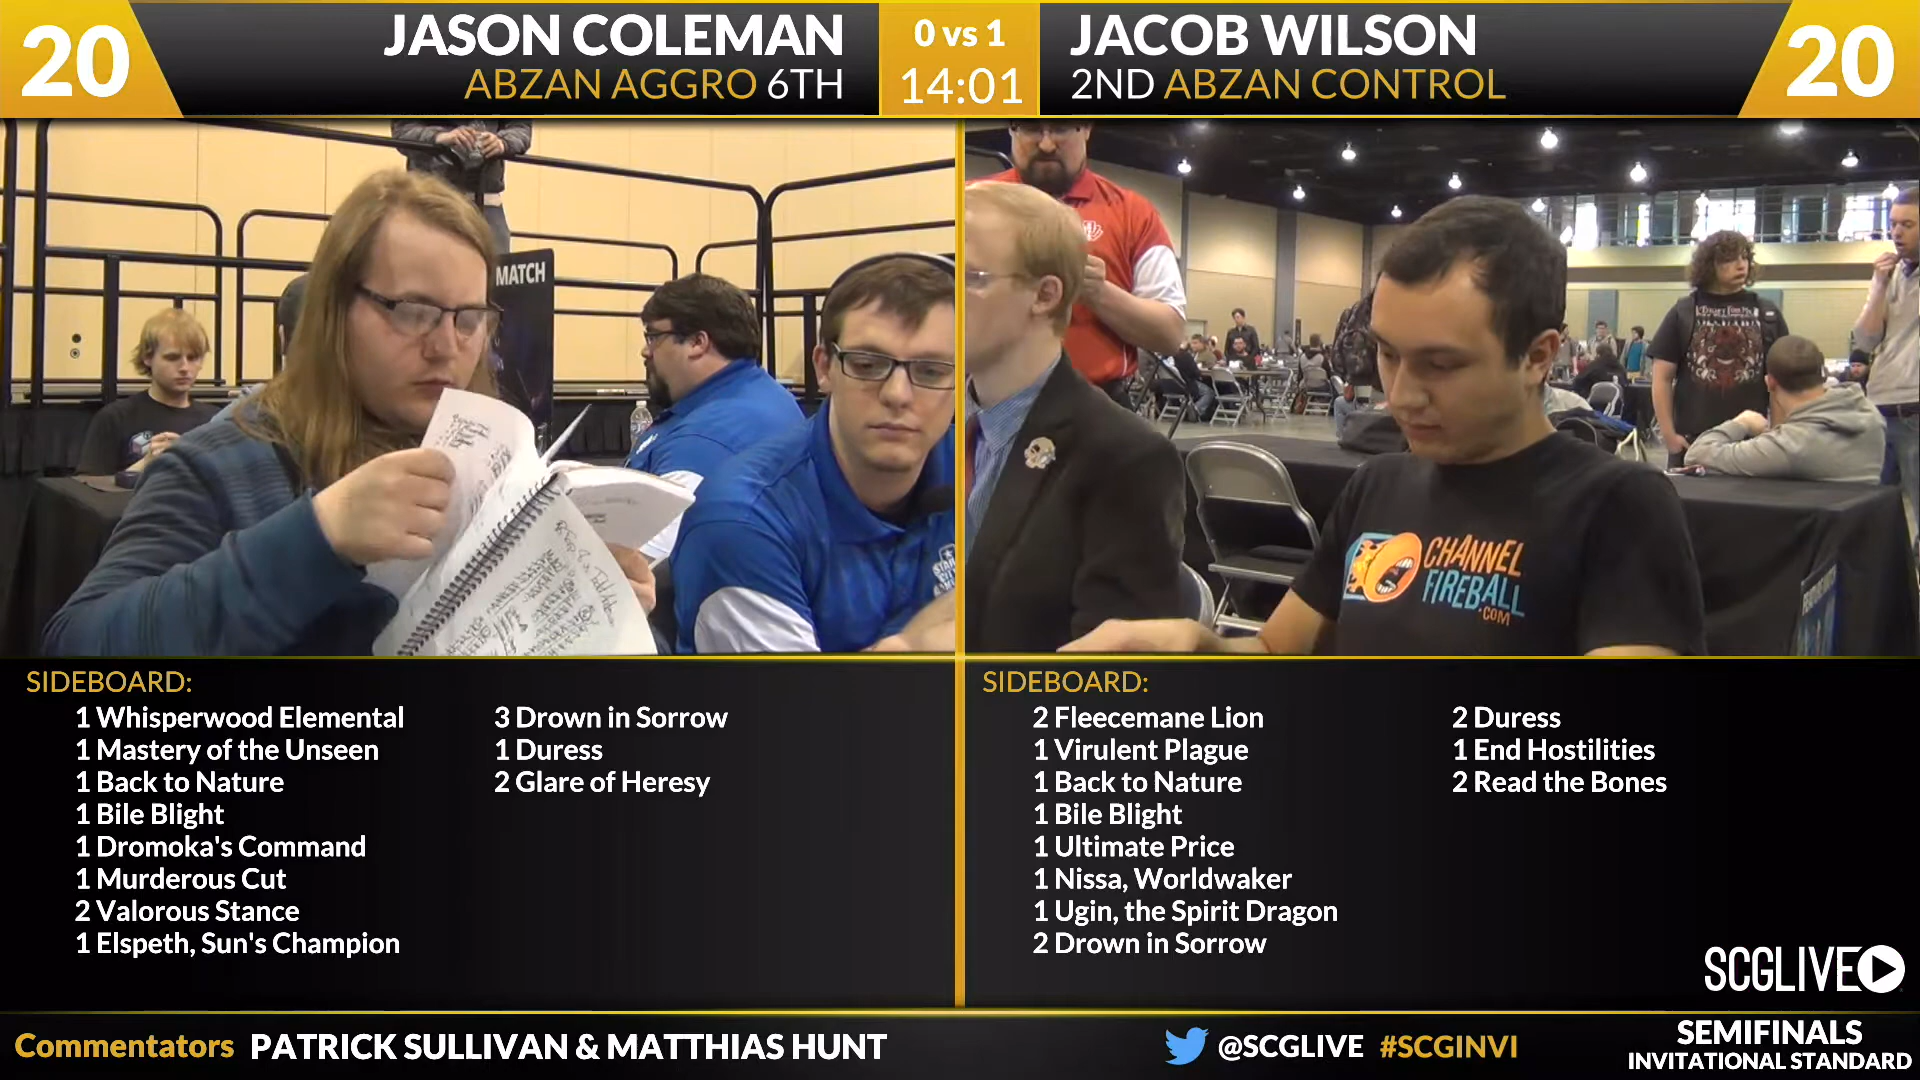 20
JASON COLEMAN
ABZAN AGGRO 6TH
0 vs 1
14:01
JACOB WILSON
2ND ABZAN CONTROL
20
MATCH
CHANNEL
FIREBALL
.COM
SIDEBOARD:
1 Whisperwood Elemental
1 Mastery of the Unseen
1 Back to Nature
1 Bile Blight
1 Dromoka's Command
1 Murderous Cut
2 Valorous Stance
1 Elspeth, Sun's Champion
3 Drown in Sorrow
1 Duress
2 Glare of Heresy
SIDEBOARD:
2 Fleecemane Lion
1 Virulent Plague
1 Back to Nature
1 Bile Blight
1 Ultimate Price
1 Nissa, Worldwaker
1 Ugin, the Spirit Dragon
2 Drown in Sorrow
2 Duress
1 End Hostilities
2 Read the Bones
SCGLIVE
Commentators PATRICK SULLIVAN & MATTHIAS HUNT
@SCGLIVE #SCGINVI
SEMIFINALS
INVITATIONAL STANDARD